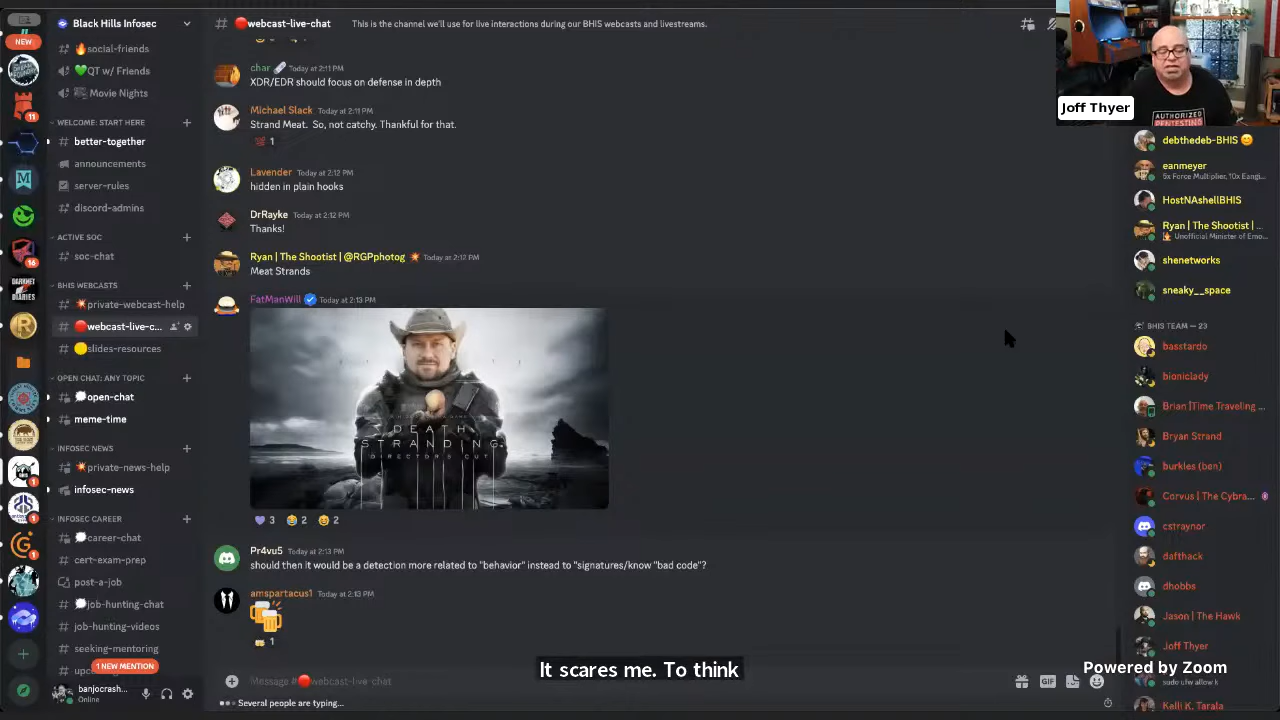 Black Hills Infosec
webcast-live-chat
This is the channel we'll use for live interactions during our BHIS webcasts and livestreams.
NEW
social-friends
QT w/ Friends
Movie Nights
WELCOME: START HERE
better-together
announcements
server-rules
discord-admins
ACTIVE SOC
soc-chat
BHIS WEBCASTS
private-webcast-help
webcast-live-c...
slides-resources
OPEN CHAT: ANY TOPIC
open-chat
meme-time
INFOSEC NEWS
private-news-help
infosec-news
INFOSEC CAREER
career-chat
cert-exam-prep
post-a-job
job-hunting-chat
job-hunting-videos
seeking-mentoring
1 NEW MENTION
banjocrash...
Online
11
16
DARKNET
DIARIES
1
1
1
char Today at 2:11 PM
XDR/EDR should focus on defense in depth
Michael Slack Today at 2:11 PM
Strand Meat. So, not catchy. Thankful for that.
1
Lavender Today at 2:12 PM
hidden in plain hooks
DrRayke Today at 2:12 PM
Thanks!
Ryan | The Shootist | @RGPphotog Today at 2:12 PM
Meat Strands
FatManWill Today at 2:13 PM
DEATH
STRANDING
DIRECTOR'S CUT
3 2 2
Pr4vu5 Today at 2:13 PM
should then it would be a detection more related to "behavior" instead to "signatures/know "bad code"?
amspartacus1 Today at 2:13 PM
1
It scares me. To think
Message #webcast-live-chat
GIF
Several people are typing...
Joff Thyer
AUTHORIZED
PENTESTING
debthedeb-BHIS
eanmeyer
5x Force Multiplier, 10x Eangi...
HostNAshellBHIS
Ryan | The Shootist | ...
Unofficial Minister of Emo...
shenetworks
sneaky__space
BHIS TEAM — 23
basstardo
bioniclady
Brian |Time Traveling ...
Bryan Strand
burkles (ben)
Corvus | The Cybra...
cstraynor
dafthack
dhobbs
Jason | The Hawk
Joff Thyer
sudo ufw allow k
Kelli K. Tarala
Powered by Zoom